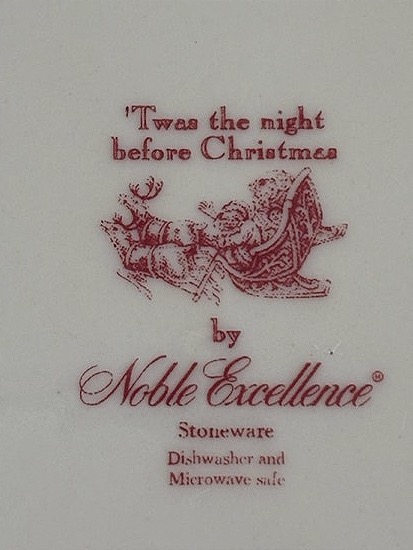 'Twas the night
before Christmas
by
Noble Excellence®
Stoneware
Dishwasher and
Microwave safe